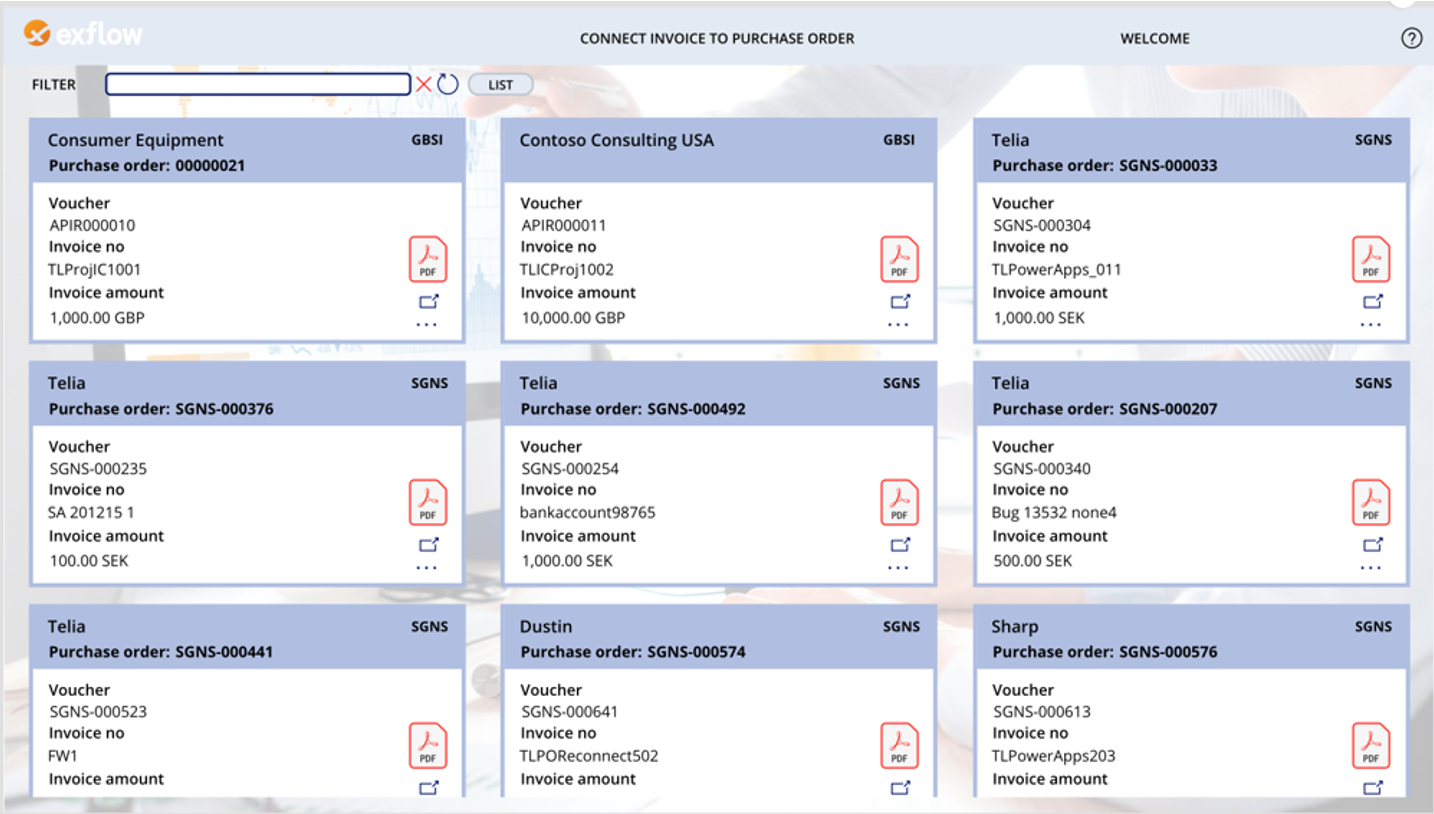 exflow
CONNECT INVOICE TO PURCHASE ORDER
WELCOME
?
FILTER
LIST
Consumer Equipment GBSI
Purchase order: 00000021
Voucher
APIR000010
Invoice no
TLProjIC1001
PDF
Invoice amount
1,000.00 GBP
...
Contoso Consulting USA GBSI
Voucher
APIR000011
Invoice no
TLICProj1002
PDF
Invoice amount
10,000.00 GBP
...
Telia SGNS
Purchase order: SGNS-000033
Voucher
SGNS-000304
Invoice no
TLPowerApps_011
PDF
Invoice amount
1,000.00 SEK
...
Telia SGNS
Purchase order: SGNS-000376
Voucher
SGNS-000235
Invoice no
SA 201215 1
PDF
Invoice amount
100.00 SEK
...
Telia SGNS
Purchase order: SGNS-000492
Voucher
SGNS-000254
Invoice no
bankaccount98765
PDF
Invoice amount
1,000.00 SEK
...
Telia SGNS
Purchase order: SGNS-000207
Voucher
SGNS-000340
Invoice no
Bug 13532 none4
PDF
Invoice amount
500.00 SEK
...
Telia SGNS
Purchase order: SGNS-000441
Voucher
SGNS-000523
Invoice no
FW1
PDF
Invoice amount
Dustin SGNS
Purchase order: SGNS-000574
Voucher
SGNS-000641
Invoice no
TLPOReconnect502
PDF
Invoice amount
Sharp SGNS
Purchase order: SGNS-000576
Voucher
SGNS-000613
Invoice no
TLPowerApps203
PDF
Invoice amount